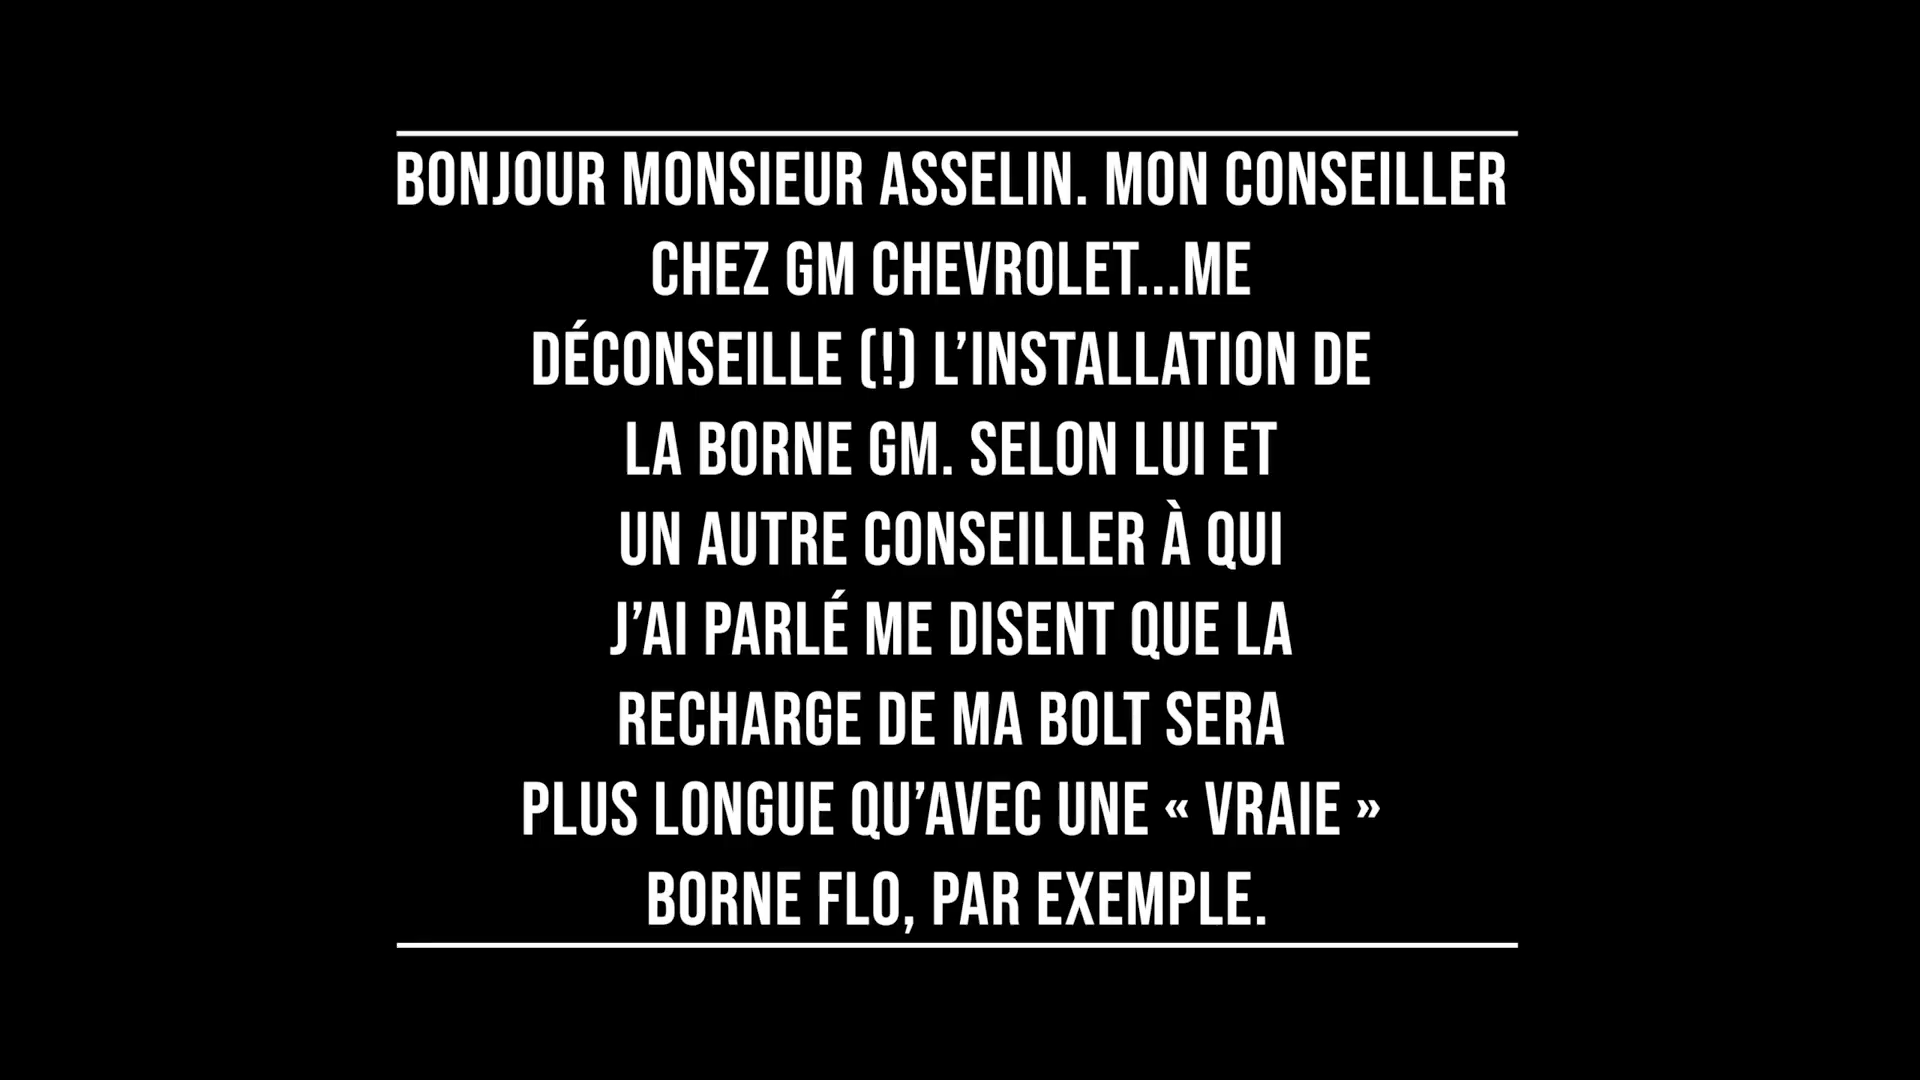 BONJOUR MONSIEUR ASSELIN. MON CONSEILLER
CHEZ GM CHEVROLET...ME
DÉCONSEILLE (!) L’INSTALLATION DE
LA BORNE GM. SELON LUI ET
UN AUTRE CONSEILLER À QUI
J’AI PARLÉ ME DISENT QUE LA
RECHARGE DE MA BOLT SERA
PLUS LONGUE QU’AVEC UNE « VRAIE »
BORNE FLO, PAR EXEMPLE.